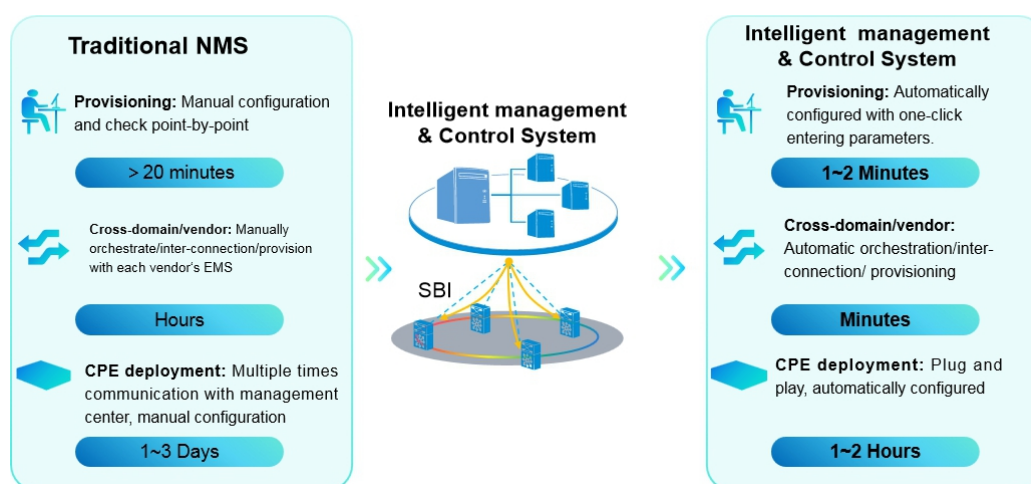 Traditional NMS
Provisioning: Manual configuration
and check point-by-point
> 20 minutes
Cross-domain/vendor: Manually
orchestrate/inter-connection/provision
with each vendor's EMS
Hours
CPE deployment: Multiple times
communication with management
center, manual configuration
1~3 Days
Intelligent management
& Control System
SBI
Intelligent management
& Control System
Provisioning: Automatically
configured with one-click
entering parameters.
1~2 Minutes
Cross-domain/vendor:
Automatic orchestration/inter-
connection/ provisioning
Minutes
CPE deployment: Plug and
play, automatically configured
1~2 Hours